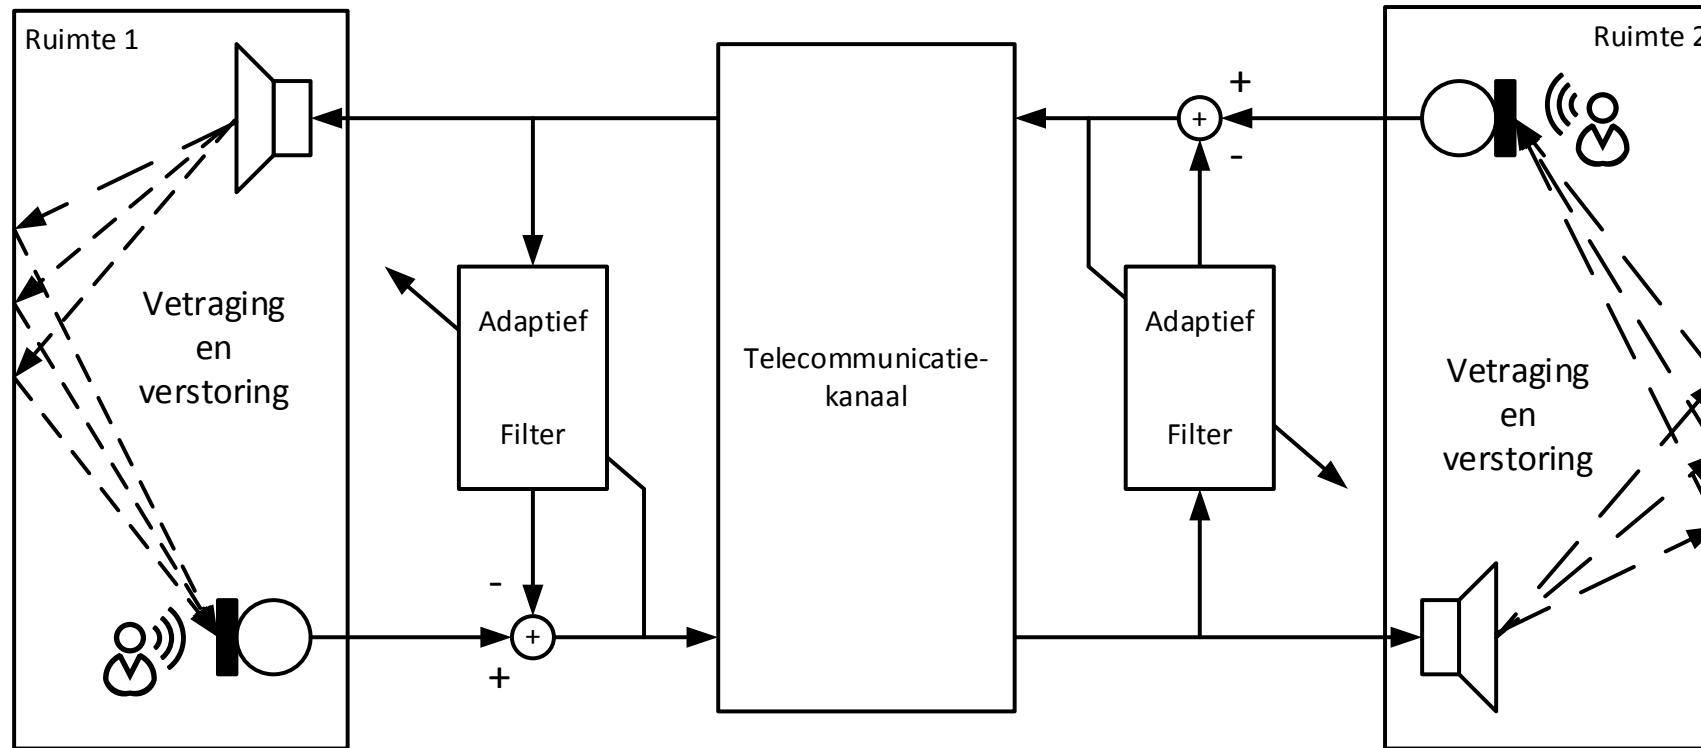 Ruimte 1
Ruimte 2
+
+
-
Vetraging
en
verstoring
Adaptief
Filter
Telecommunicatie-
kanaal
Adaptief
Filter
Vetraging
en
verstoring
-
+
+